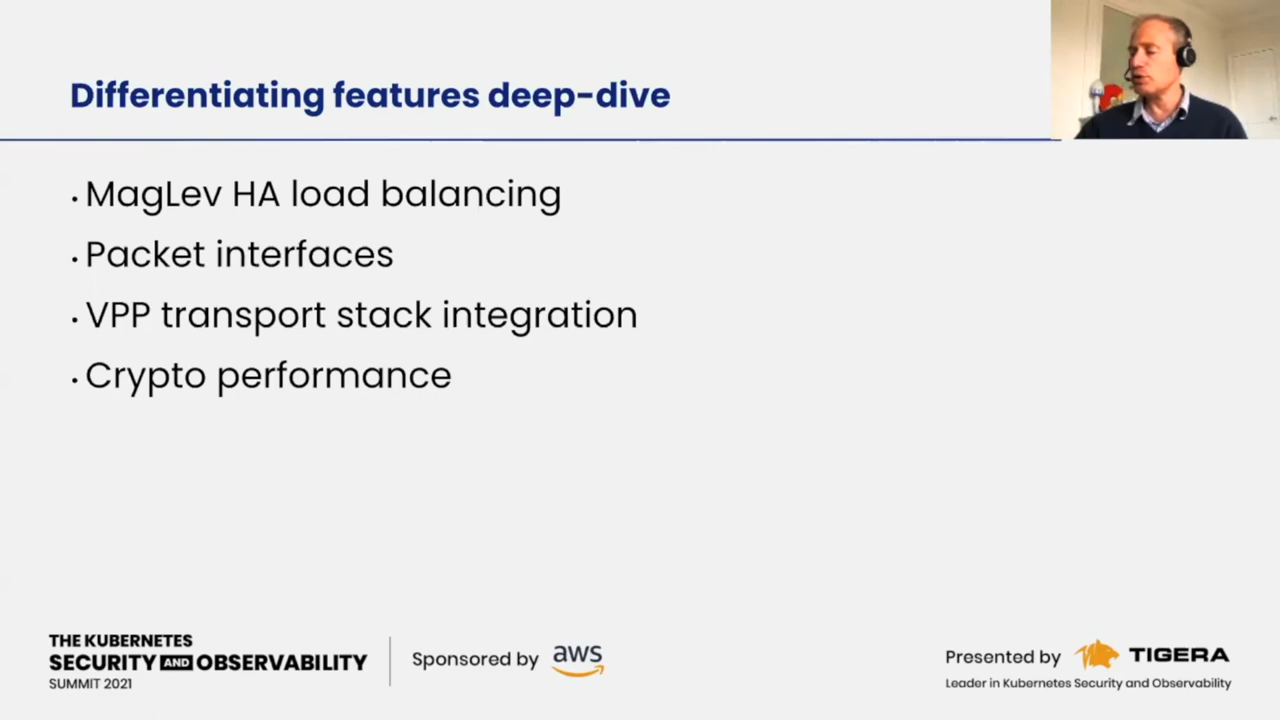 Differentiating features deep-dive
· MagLev HA load balancing
· Packet interfaces
· VPP transport stack integration
· Crypto performance
THE KUBERNETES
SECURITY AND OBSERVABILITY
SUMMIT 2021
Sponsored by aws
Presented by TIGERA
Leader in Kubernetes Security and Observability